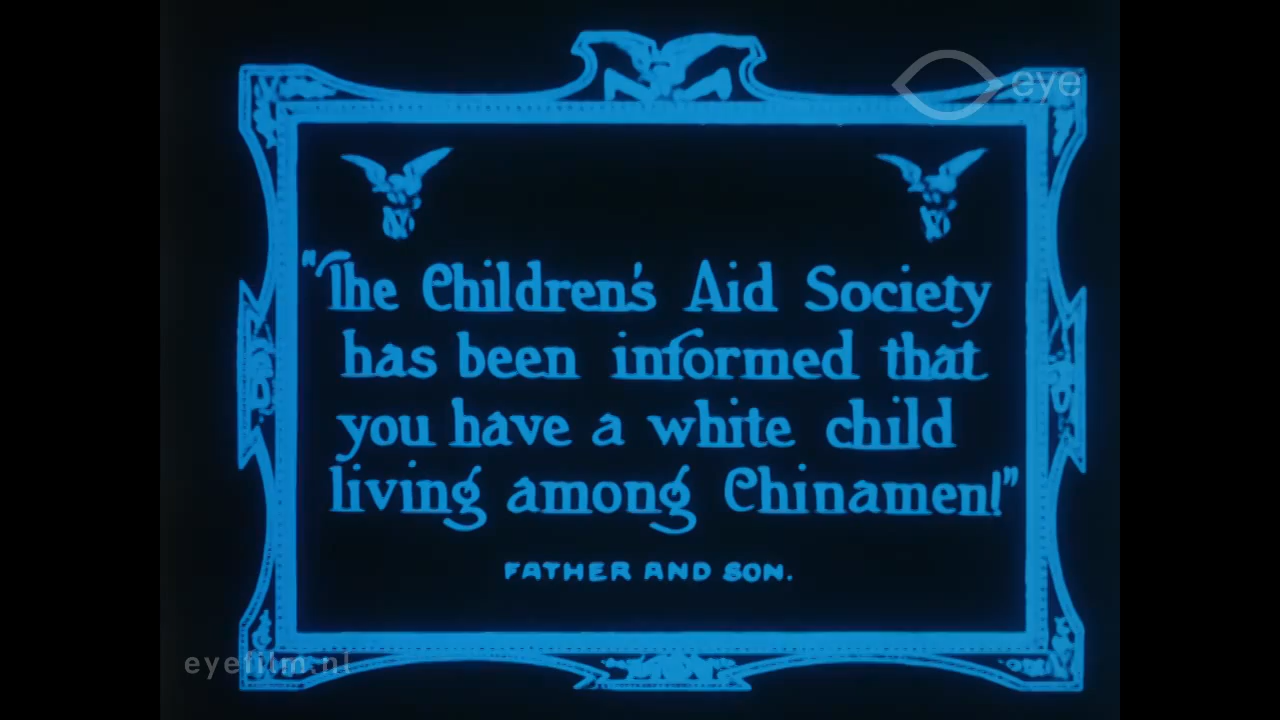 eye
"The Children's Aid Society
has been informed that
you have a white child
living among Chinamen!"
FATHER AND SON.
eyefilm.nl